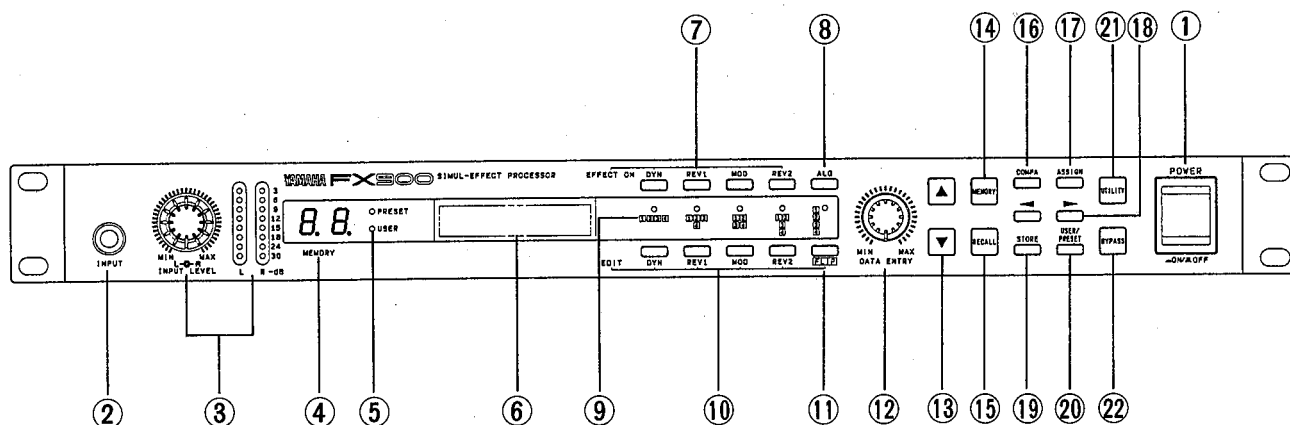 ⑦ ⑧ ⑭ ⑯ ⑰ ㉑ ⑱ ①
YAMAHA FX900 SIMUL-EFFECT PROCESSOR
EFFECT ON DYN REV1 MOD REV2 ALG
COMPA ASSIGN
POWER
MEMORY UTILITY
8.8. PRESET
USER
MEMORY
3
6
9
12
15
18
24
30
L R -dB
INPUT
MIN MAX
L-O-R
INPUT LEVEL
EDIT DYN REV1 MOD REV2 FLIP
MIN MAX
DATA ENTRY
RECALL STORE USER/
PRESET
BYPASS
ON/OFF
② ③ ④ ⑤ ⑥ ⑨ ⑩ ⑪ ⑫ ⑬ ⑮ ⑲ ⑳ ㉒